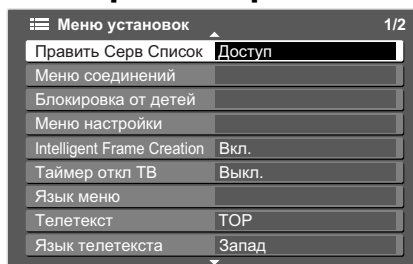 Меню установок 1/2
Править Серв Список Доступ
Меню соединений
Блокировка от детей
Меню настройки
Intelligent Frame Creation Вкл.
Таймер откл ТВ Выкл.
Язык меню
Телетекст TOP
Язык телетекста Запад